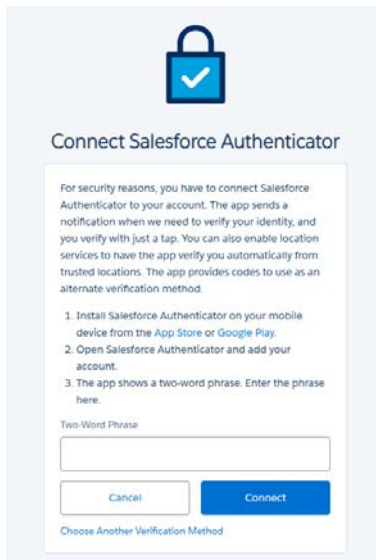 Connect Salesforce Authenticator
For security reasons, you have to connect Salesforce
Authenticator to your account. The app sends a
notification when we need to verify your identity, and
you verify with just a tap. You can also enable location
services to have the app verify you automatically from
trusted locations. The app provides codes to use as an
alternate verification method.
1. Install Salesforce Authenticator on your mobile
device from the App Store or Google Play.
2. Open Salesforce Authenticator and add your
account.
3. The app shows a two-word phrase. Enter the phrase
here.
Two-Word Phrase
Cancel Connect
Choose Another Verification Method